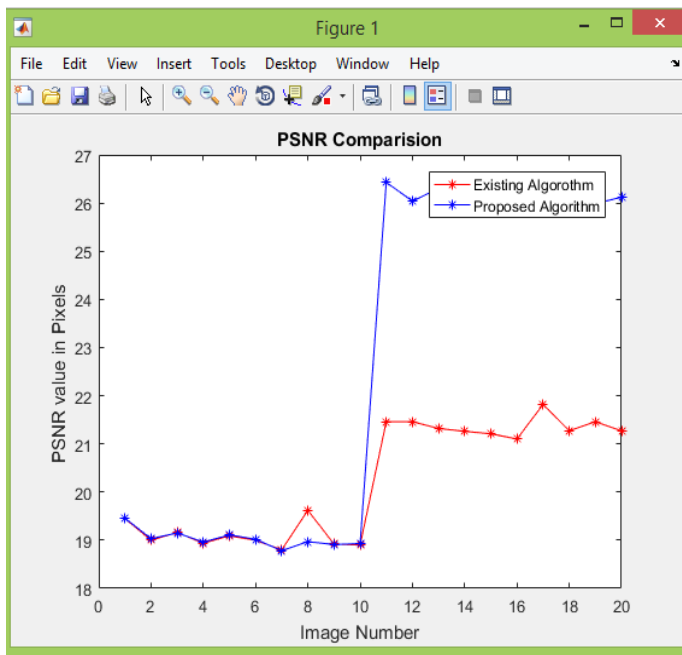 Figure 1
File Edit View Insert Tools Desktop Window Help
PSNR Comparision
27
26
25
24
23
22
21
20
19
18
PSNR value in Pixels
Existing Algorothm
Proposed Algorithm
0 2 4 6 8 10 12 14 16 18 20
Image Number